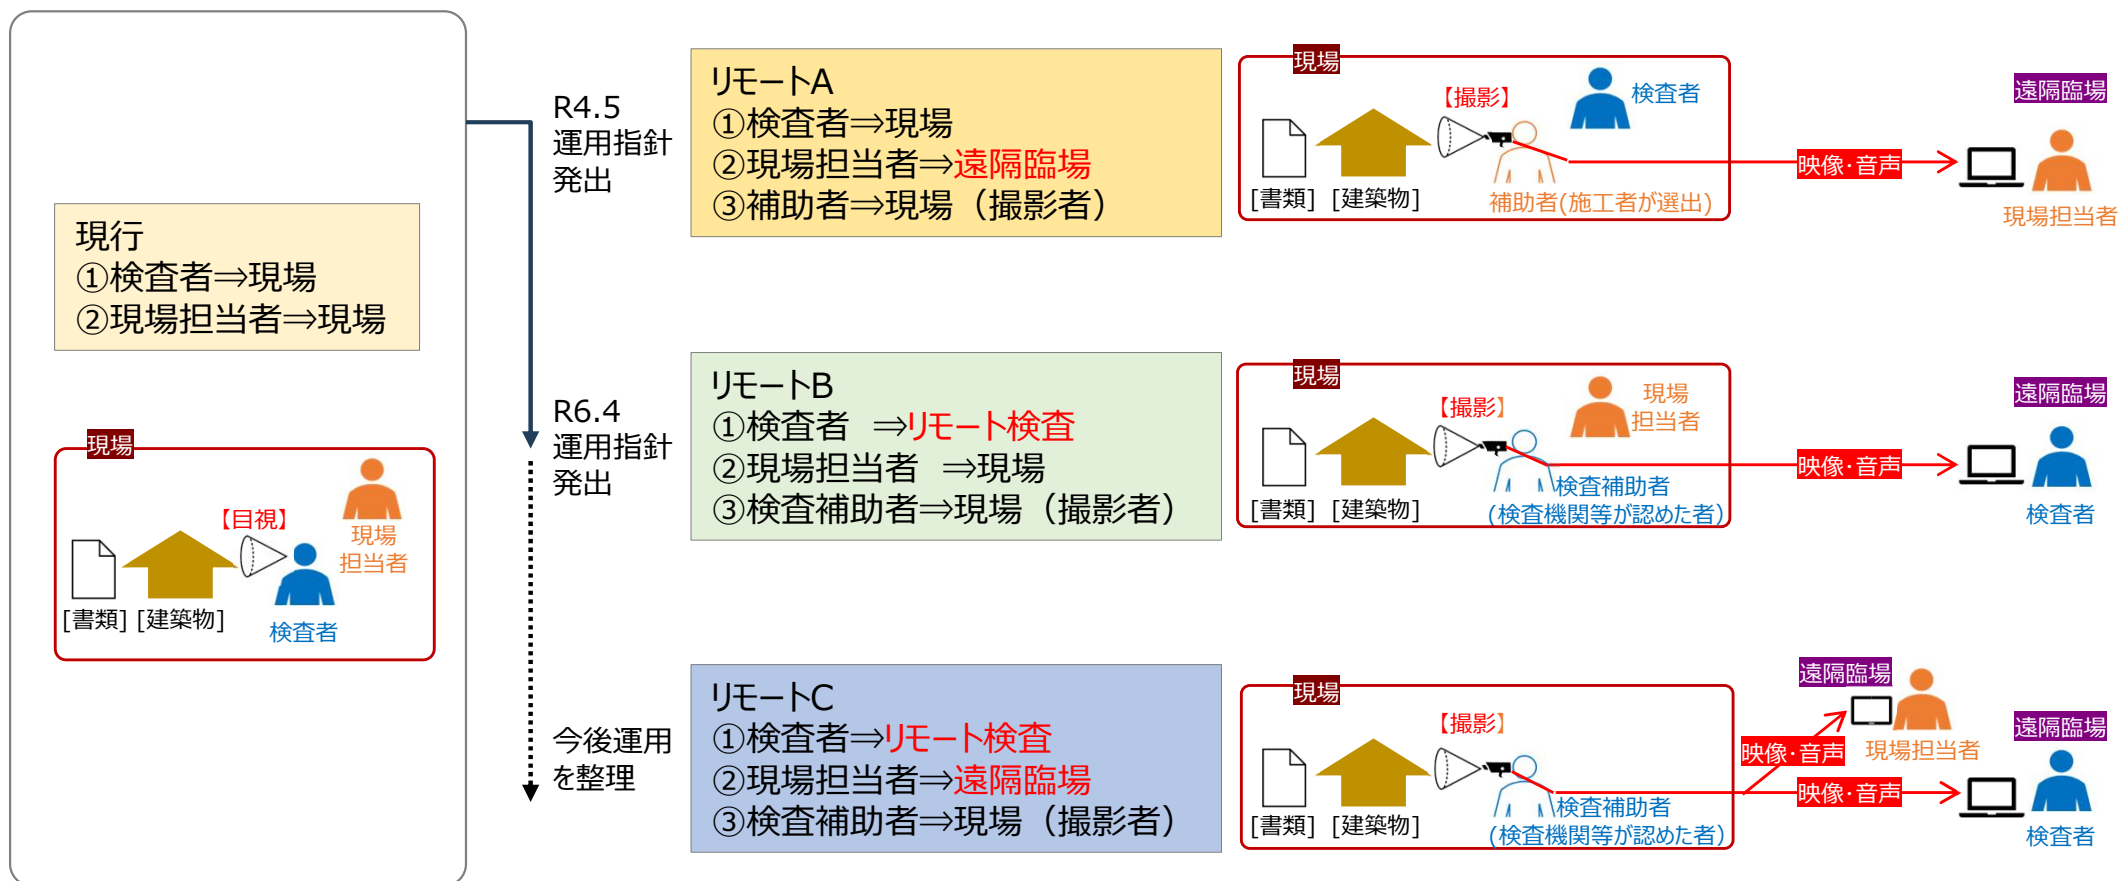 現行
①検査者⇒現場
②現場担当者⇒現場
現場
【目視】
現場
担当者
[書類] [建築物]
検査者
R4.5
運用指針
発出
R6.4
運用指針
発出
今後運用
を整理
リモートA
①検査者⇒現場
②現場担当者⇒遠隔臨場
③補助者⇒現場（撮影者）
現場
【撮影】
検査者
[書類] [建築物]
補助者(施工者が選出)
映像・音声
遠隔臨場
現場担当者
リモートB
①検査者 ⇒リモート検査
②現場担当者 ⇒現場
③検査補助者⇒現場（撮影者）
現場
【撮影】
現場
担当者
[書類] [建築物]
検査補助者
(検査機関等が認めた者)
映像・音声
遠隔臨場
検査者
リモートC
①検査者⇒リモート検査
②現場担当者⇒遠隔臨場
③検査補助者⇒現場（撮影者）
現場
【撮影】
[書類] [建築物]
検査補助者
(検査機関等が認めた者)
遠隔臨場
映像・音声
現場担当者
映像・音声
遠隔臨場
検査者